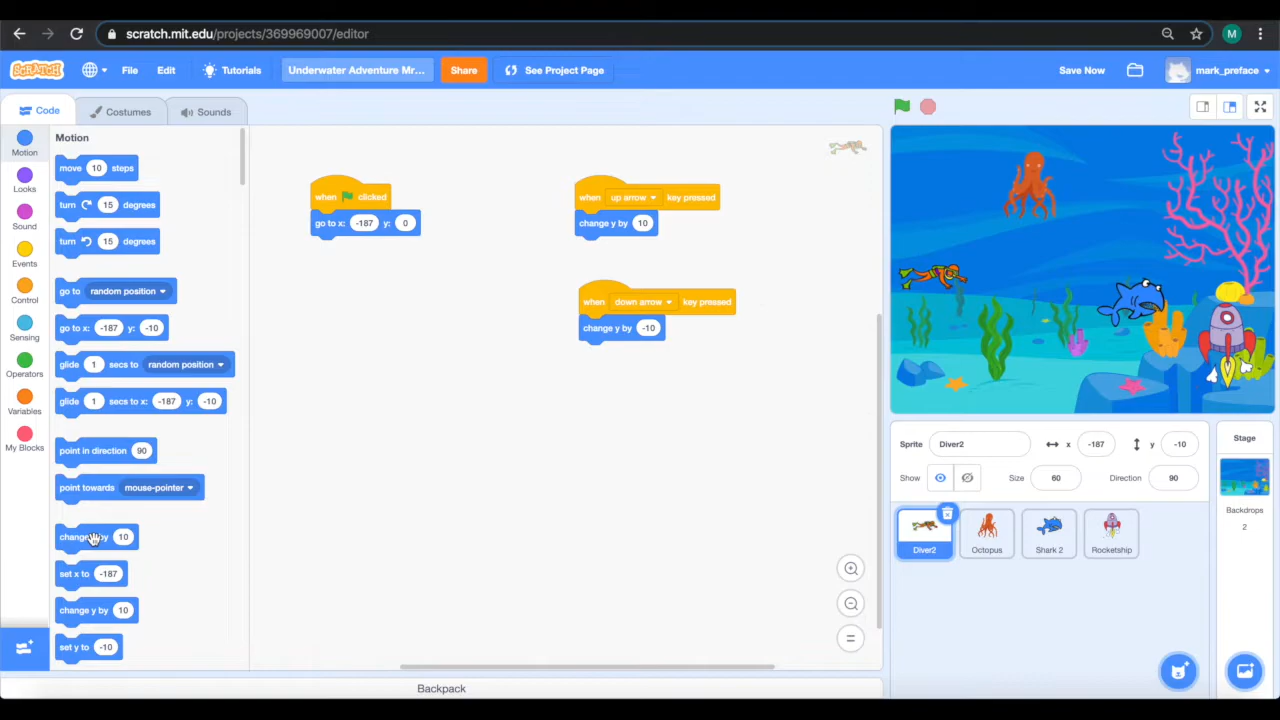 scratch.mit.edu/projects/369969007/editor
M
SCRATCH File Edit Tutorials Underwater Adventure Mr... Share See Project Page Save Now mark_preface
Code Costumes Sounds
Motion
Looks
Sound
Events
Control
Sensing
Operators
Variables
My Blocks
Motion
move 10 steps
turn 15 degrees
turn 15 degrees
go to random position
go to x: -187 y: -10
glide 1 secs to random position
glide 1 secs to x: -187 y: -10
point in direction 90
point towards mouse-pointer
change by 10
set x to -187
change y by 10
set y to -10
when clicked
go to x: -187 y: 0
when up arrow key pressed
change y by 10
when down arrow key pressed
change y by -10
Backpack
Sprite Diver2 x -187 y -10
Show Size 60 Direction 90
Diver2 Octopus Shark 2 Rocketship
Stage
Backdrops
2